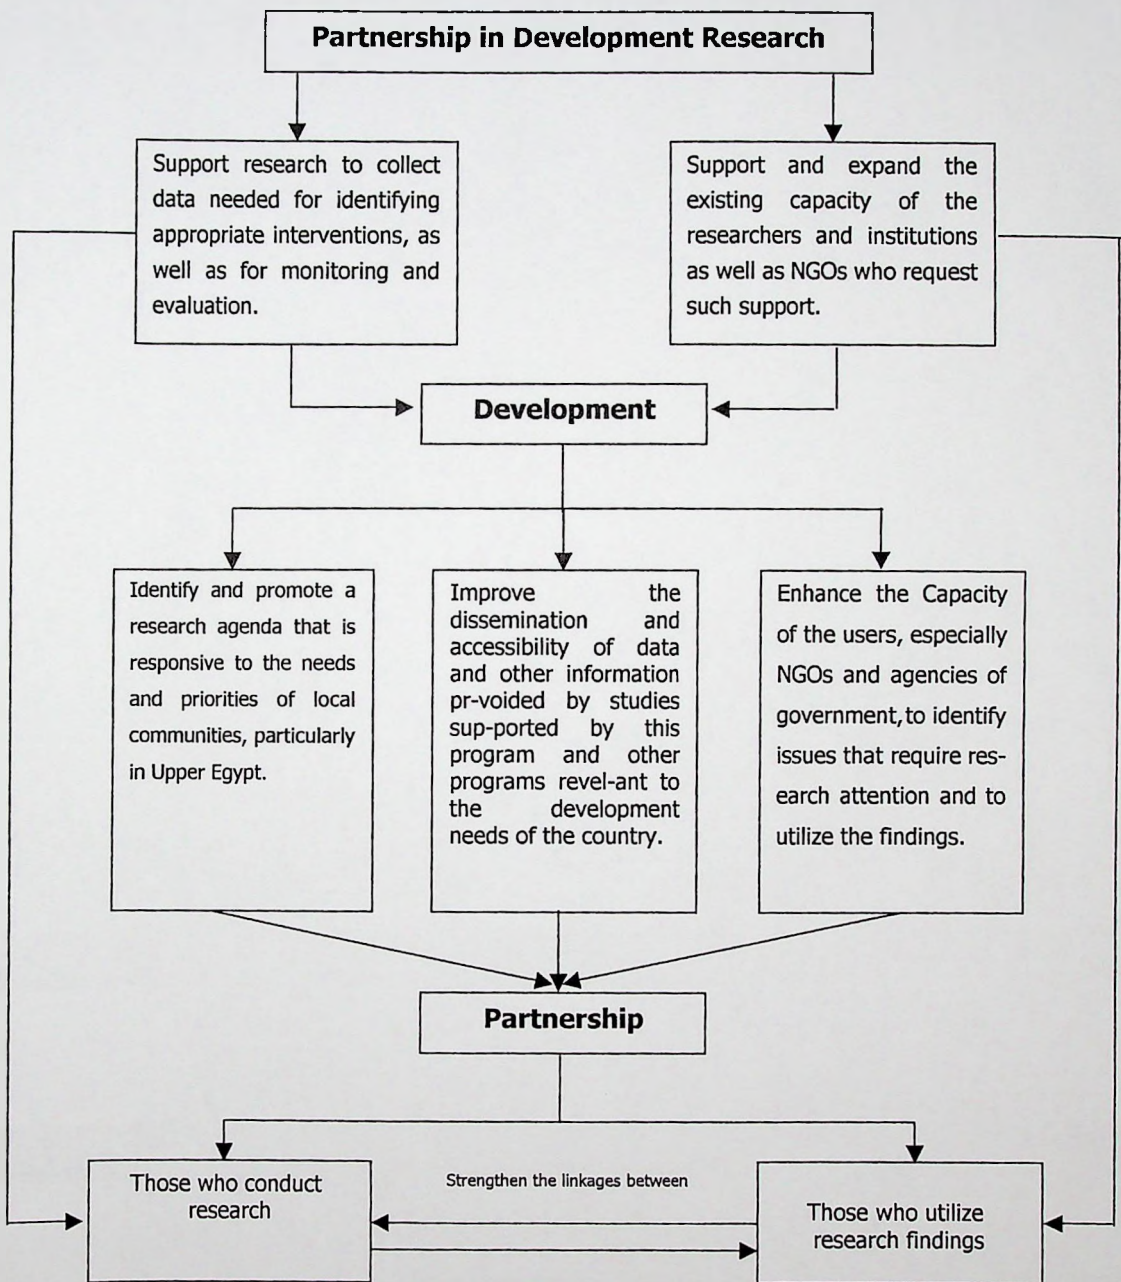 Partnership in Development Research
Support research to collect
data needed for identifying
appropriate interventions, as
well as for monitoring and
evaluation.
Support and expand the
existing capacity of the
researchers and institutions
as well as NGOs who request
such support.
Development
Identify and promote a
research agenda that is
responsive to the needs
and priorities of local
communities, particularly
in Upper Egypt.
Improve the
dissemination and
accessibility of data
and other information
pr-voided by studies
sup-ported by this
program and other
programs revel-ant to
the development
needs of the country.
Enhance the Capacity
of the users, especially
NGOs and agencies of
government, to identify
issues that require res-
earch attention and to
utilize the findings.
Partnership
Those who conduct
research
Strengthen the linkages between
Those who utilize
research findings